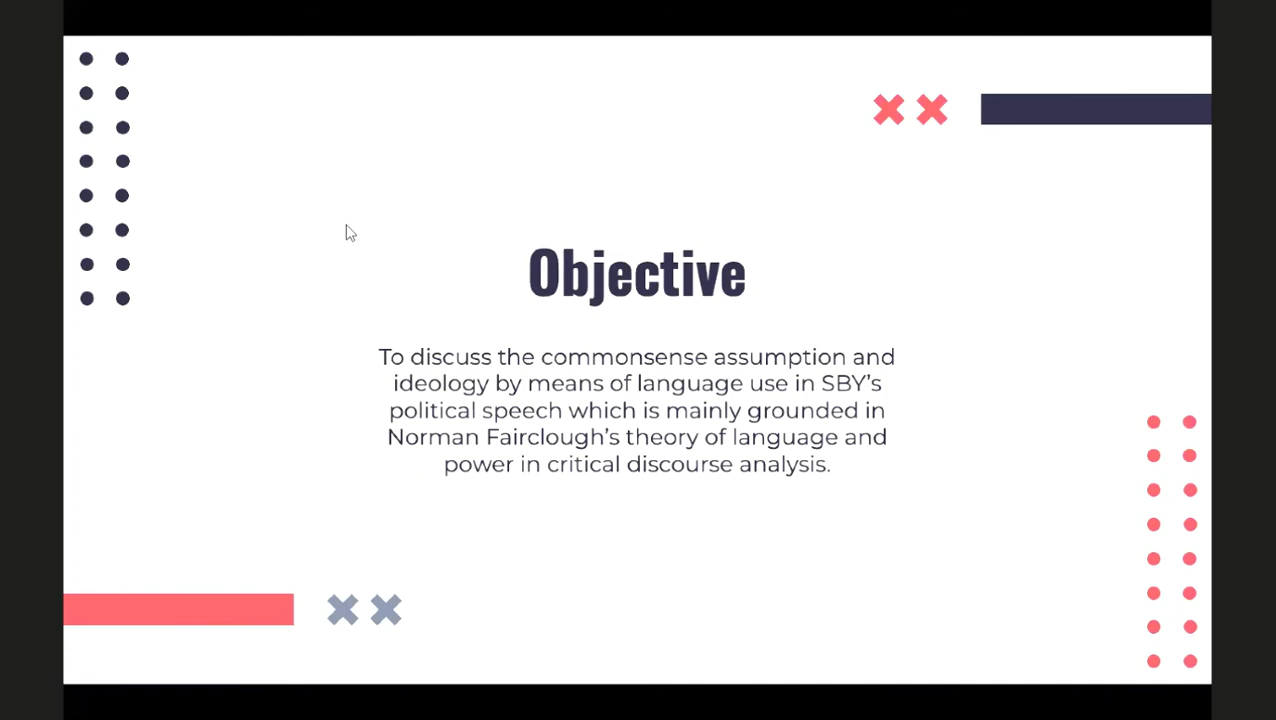 Objective
To discuss the commonsense assumption and
ideology by means of language use in SBY's
political speech which is mainly grounded in
Norman Fairclough's theory of language and
power in critical discourse analysis.